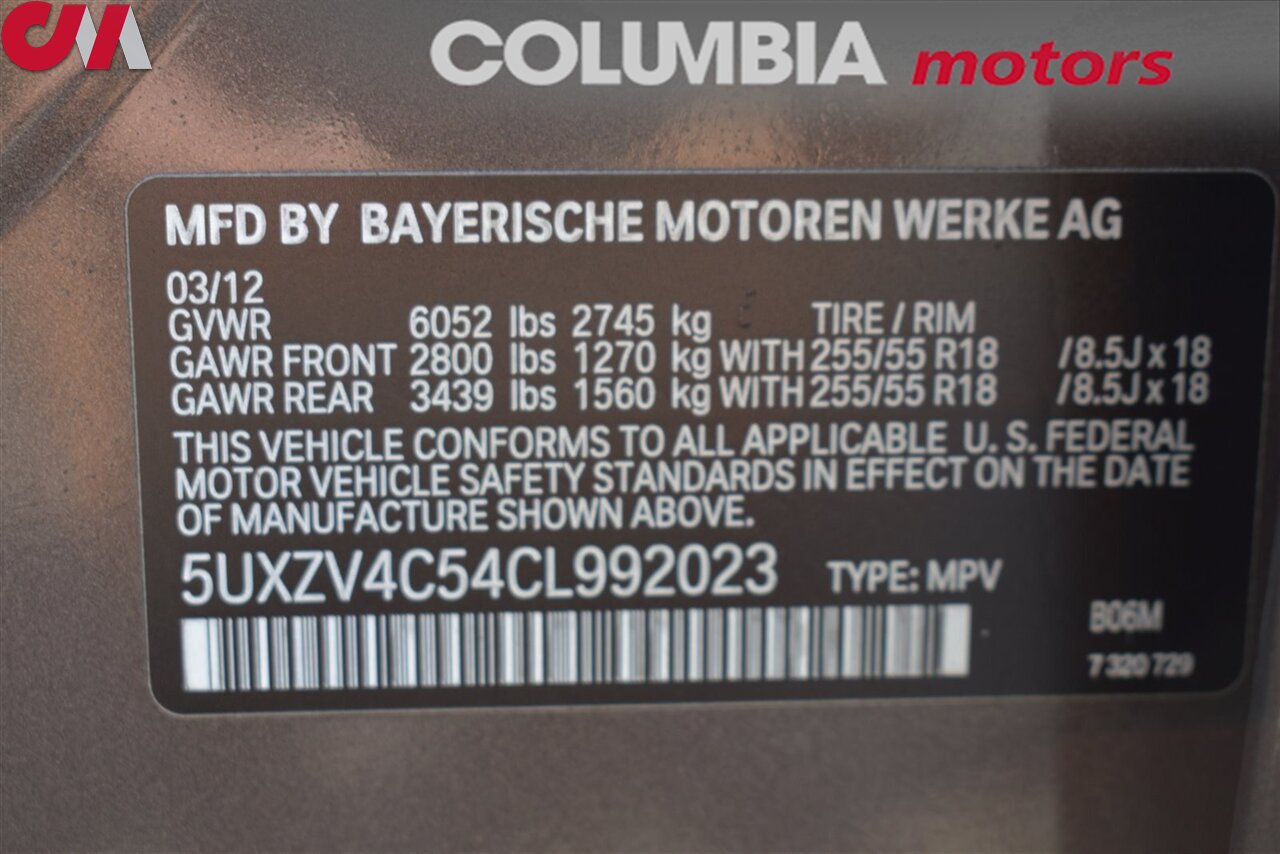 CM
COLUMBIA motors
MFD BY BAYERISCHE MOTOREN WERKE AG
03/12
GVWR 6052 lbs 2745 kg TIRE / RIM
GAWR FRONT 2800 lbs 1270 kg WITH 255/55 R18 /8.5J x 18
GAWR REAR 3439 lbs 1560 kg WITH 255/55 R18 /8.5J x 18
THIS VEHICLE CONFORMS TO ALL APPLICABLE U. S. FEDERAL
MOTOR VEHICLE SAFETY STANDARDS IN EFFECT ON THE DATE
OF MANUFACTURE SHOWN ABOVE.
5UXZV4C54CL992023 TYPE: MPV
B06M
7 320 729